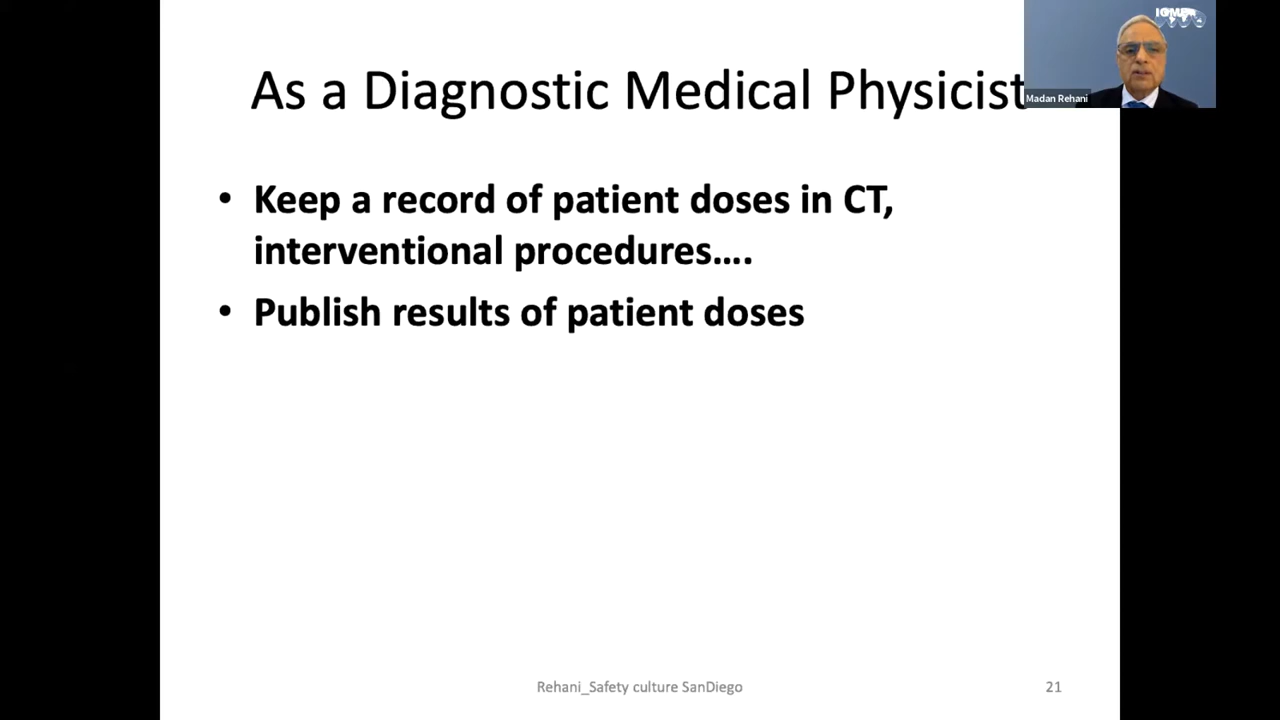 IOMP
As a Diagnostic Medical Physicist
Madan Rehani
• Keep a record of patient doses in CT,
interventional procedures....
• Publish results of patient doses
Rehani_Safety culture SanDiego
21